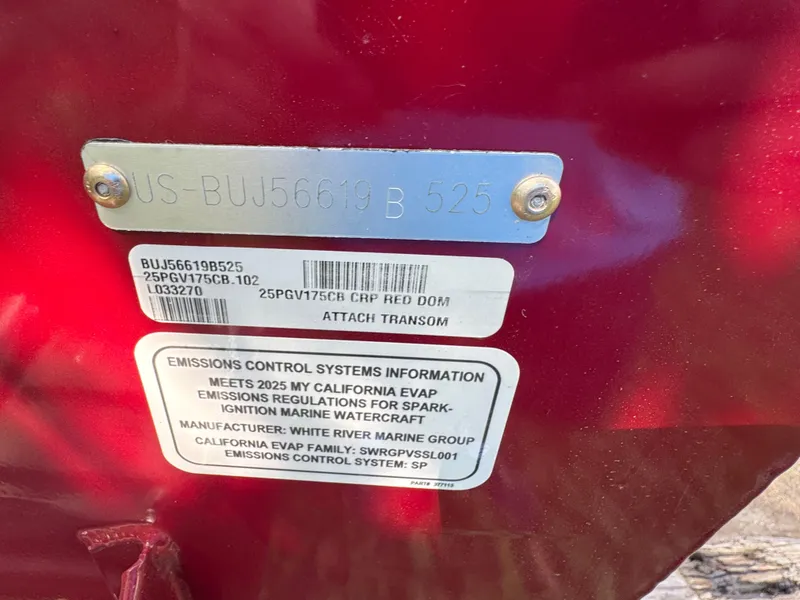 US-BUJ56619 B 525
BUJ56619B525
25PGV175CB.102
L033270
25PGV175CB CRP RED DOM
ATTACH TRANSOM
EMISSIONS CONTROL SYSTEMS INFORMATION
MEETS 2025 MY CALIFORNIA EVAP
EMISSIONS REGULATIONS FOR SPARK-
IGNITION MARINE WATERCRAFT
MANUFACTURER: WHITE RIVER MARINE GROUP
CALIFORNIA EVAP FAMILY: SWRGPVSSL001
EMISSIONS CONTROL SYSTEM: SP
PART#